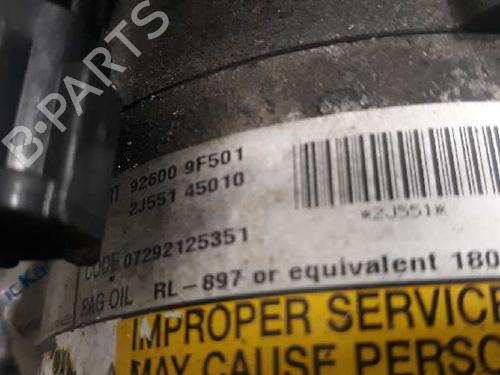 B-PARTS
92600 9F501
2J551 45010
*2J551*
CODE 07292125351
PAG OIL RL-897 or equivalent 180
IMPROPER SERVICE
MAY CAUSE PERSO